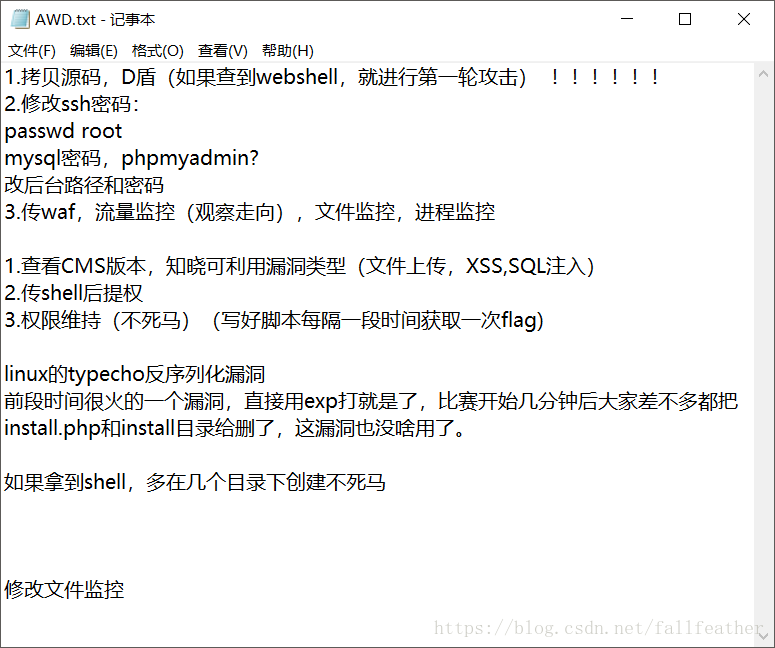 AWD.txt - 记事本
文件(F) 编辑(E) 格式(O) 查看(V) 帮助(H)
1.拷贝源码，D盾（如果查到webshell，就进行第一轮攻击） ！！！！！！
2.修改ssh密码：
passwd root
mysql密码，phpmyadmin?
改后台路径和密码
3.传waf，流量监控（观察走向），文件监控，进程监控
1.查看CMS版本，知晓可利用漏洞类型（文件上传，XSS,SQL注入）
2.传shell后提权
3.权限维持（不死马）（写好脚本每隔一段时间获取一次flag)
linux的typecho反序列化漏洞
前段时间很火的一个漏洞，直接用exp打就是了，比赛开始几分钟后大家差不多都把
install.php和install目录给删了，这漏洞也没啥用了。
如果拿到shell，多在几个目录下创建不死马
修改文件监控
https://blog.csdn.net/fallfeather